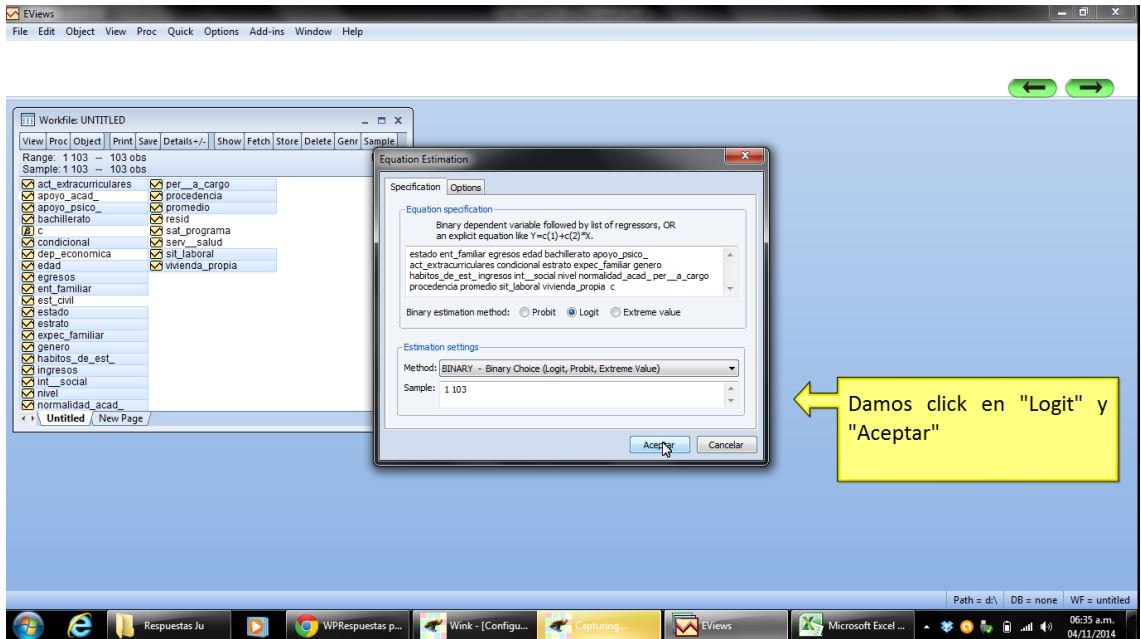 EViews
File Edit Object View Proc Quick Options Add-ins Window Help
Workfile: UNTITLED
View Proc Object Print Save Details+/- Show Fetch Store Delete Genr Sample
Range: 1 103 -- 103 obs
Sample: 1 103 -- 103 obs
act_extracurriculares
apoyo_acad_
apoyo_psico_
bachillerato
c
condicional
dep_economica
edad
egresos
ent_familiar
est_civil
estado
estrato
expec_familiar
genero
habitos_de_est_
ingresos
int__social
nivel
normalidad_acad_
per__a_cargo
procedencia
promedio
resid
sat_programa
serv__salud
sit_laboral
vivienda_propia
Untitled New Page
Equation Estimation
Specification Options
Equation specification
Binary dependent variable followed by list of regressors, OR
an explicit equation like Y=c(1)+c(2)*X.
estado ent_familiar egresos edad bachillerato apoyo_psico_
act_extracurriculares condicional estrato expec_familiar genero
habitos_de_est_ ingresos int__social nivel normalidad_acad_ per__a_cargo
procedencia promedio sit_laboral vivienda_propia c
Binary estimation method: Probit Logit Extreme value
Estimation settings
Method: BINARY - Binary Choice (Logit, Probit, Extreme Value)
Sample: 1 103
Aceptar Cancelar
Damos click en "Logit" y
"Aceptar"
Path = d:\ DB = none WF = untitled
Respuestas Ju
WPRespuestas p...
Wink - [Configu...
Capturing...
EViews
Microsoft Excel ...
06:35 a.m.
04/11/2014